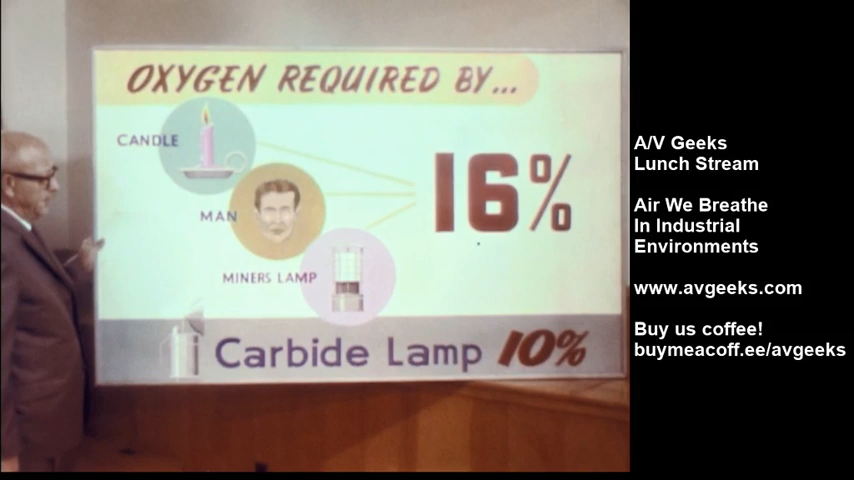 OXYGEN REQUIRED BY...
CANDLE
MAN
MINERS LAMP
16%
Carbide Lamp 10%
A/V Geeks
Lunch Stream
Air We Breathe
In Industrial
Environments
www.avgeeks.com
Buy us coffee!
buymeacoff.ee/avgeeks